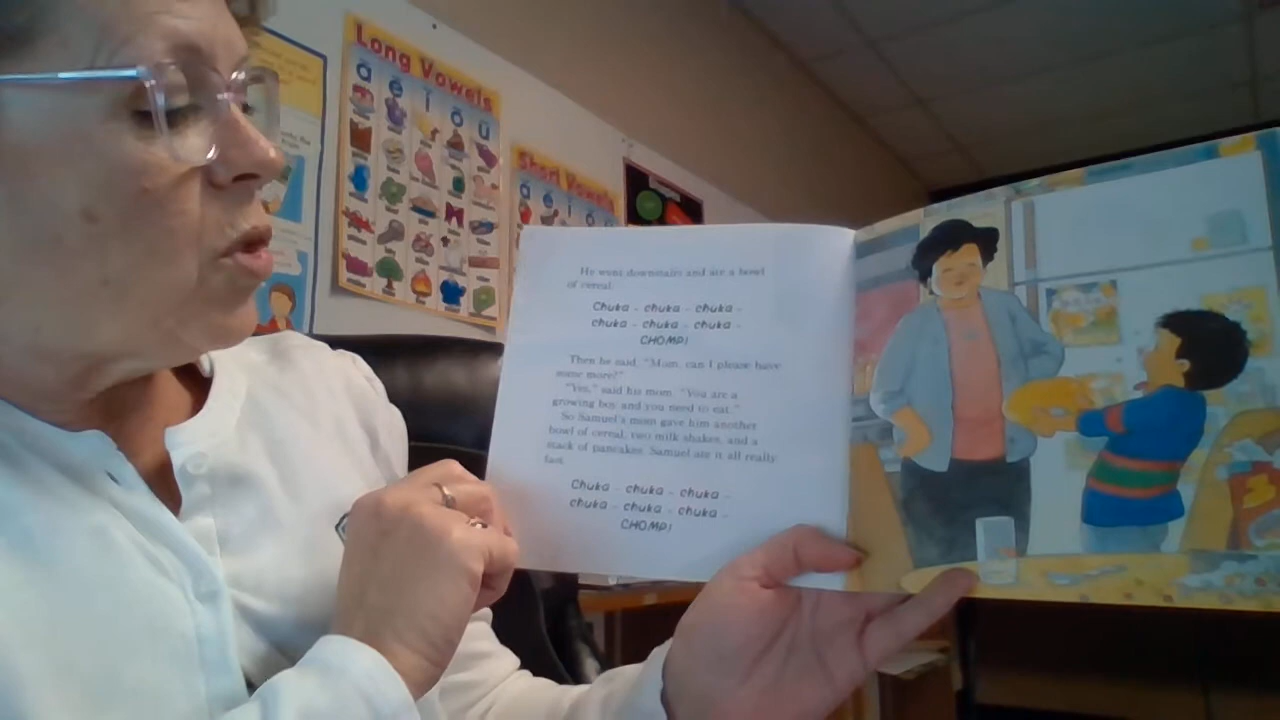 Long Vowels
a e i o u
Short Vowels
a e i o
He went downstairs and ate a bowl
of cereal.
Chuka - chuka - chuka -
chuka - chuka - chuka -
CHOMP!
Then he said, "Mom, can I please have
some more?"
"Yes," said his mom. "You are a
growing boy and you need to eat."
So Samuel's mom gave him another
bowl of cereal, two milk shakes, and a
stack of pancakes. Samuel ate it all really
fast.
Chuka - chuka - chuka -
chuka - chuka - chuka -
CHOMP!